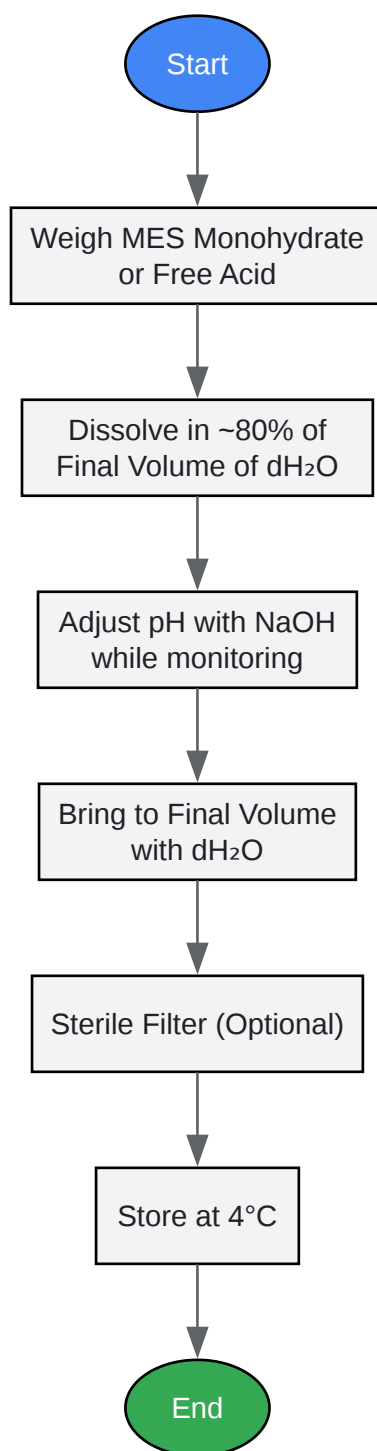 Start
Weigh MES Monohydrate
or Free Acid
Dissolve in ~80% of
Final Volume of dH₂O
Adjust pH with NaOH
while monitoring
Bring to Final Volume
with dH₂O
Sterile Filter (Optional)
Store at 4°C
End